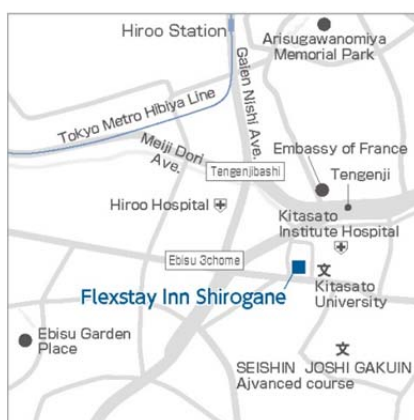 Hiroo Station
Arisugawanomiya
Memorial Park
Gaien Nishi Ave.
Tokyo Metro Hibiya Line
Meiji Dori
Ave.
Tengenjibashi
Embassy of France
Tengenji
Hiroo Hospital
Kitasato
Institute Hospital
Ebisu 3chome
Flexstay Inn Shirogane
文
Kitasato
University
Ebisu Garden
Place
文
SEISHIN JOSHI GAKUIN
Ajvanced course